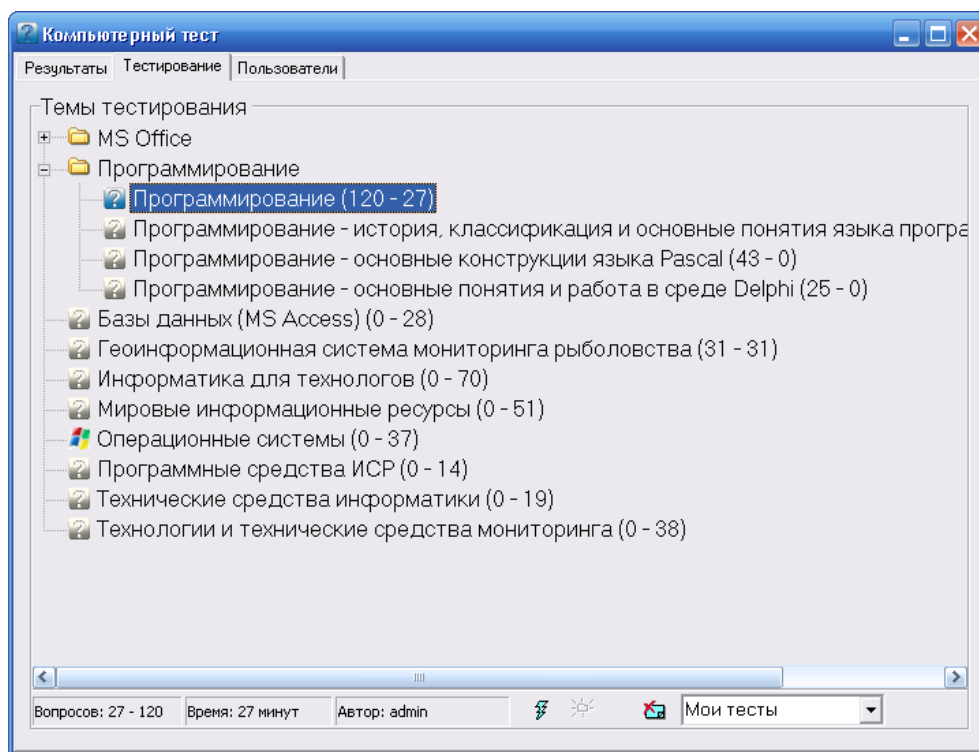 Компьютерный тест
Результаты Тестирование Пользователи
Темы тестирования
MS Office
Программирование
Программирование (120 - 27)
Программирование - история, классификация и основные понятия языка програ
Программирование - основные конструкции языка Pascal (43 - 0)
Программирование - основные понятия и работа в среде Delphi (25 - 0)
Базы данных (MS Access) (0 - 28)
Геоинформационная система мониторинга рыболовства (31 - 31)
Информатика для технологов (0 - 70)
Мировые информационные ресурсы (0 - 51)
Операционные системы (0 - 37)
Программные средства ИСР (0 - 14)
Технические средства информатики (0 - 19)
Технологии и технические средства мониторинга (0 - 38)
Вопросов: 27 - 120 Время: 27 минут Автор: admin Мои тесты